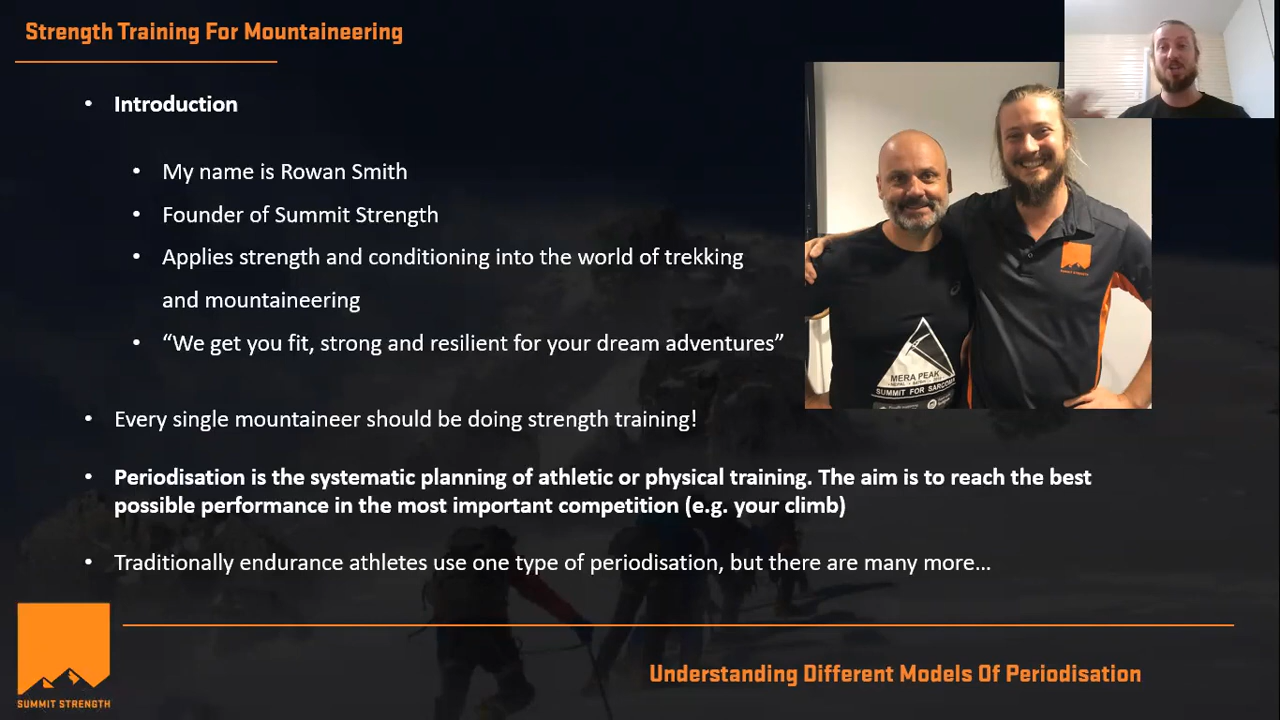 Strength Training For Mountaineering
• Introduction
• My name is Rowan Smith
• Founder of Summit Strength
• Applies strength and conditioning into the world of trekking
and mountaineering
• “We get you fit, strong and resilient for your dream adventures”
SUMMIT STRENGTH
MERA PEAK
SUMMIT FOR SARCOMA
• Every single mountaineer should be doing strength training!
• Periodisation is the systematic planning of athletic or physical training. The aim is to reach the best
possible performance in the most important competition (e.g. your climb)
• Traditionally endurance athletes use one type of periodisation, but there are many more…
SUMMIT STRENGTH
Understanding Different Models Of Periodisation